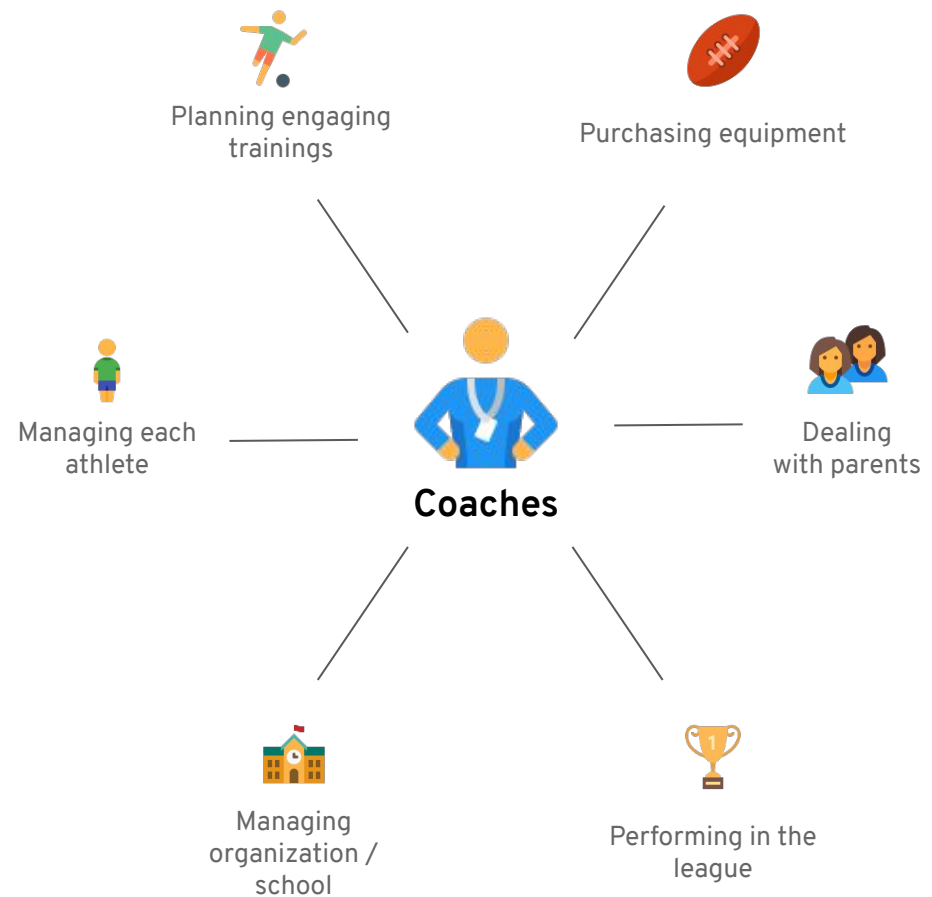 Planning engaging
trainings
Purchasing equipment
Managing each
athlete
Dealing
with parents
Coaches
Managing
organization /
school
1
Performing in the
league